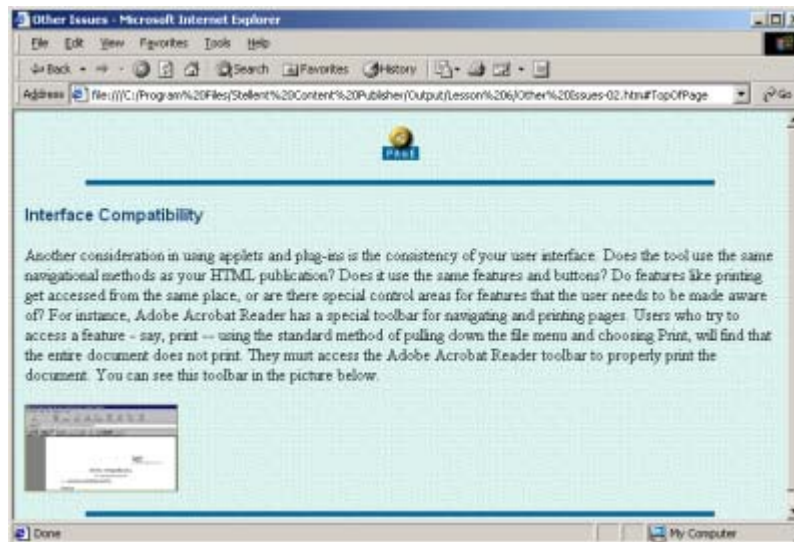 Other Issues - Microsoft Internet Explorer
File Edit View Favorites Tools Help
Back Search Favorites History
Address file:///C:/Program%20Files/Stellent%20Content%20Publisher/Output/Lesson%206/Other%20Issues-02.htm#TopOfPage Go
Interface Compatibility
Another consideration in using applets and plug-ins is the consistency of your user interface. Does the tool use the same
navigational methods as your HTML publication? Does it use the same features and buttons? Do features like printing
get accessed from the same place, or are there special control areas for features that the user needs to be made aware
of? For instance, Adobe Acrobat Reader has a special toolbar for navigating and printing pages. Users who try to
access a feature - say, print -- using the standard method of pulling down the file menu and choosing Print, will find that
the entire document does not print. They must access the Adobe Acrobat Reader toolbar to properly print the
document. You can see this toolbar in the picture below.
Done My Computer